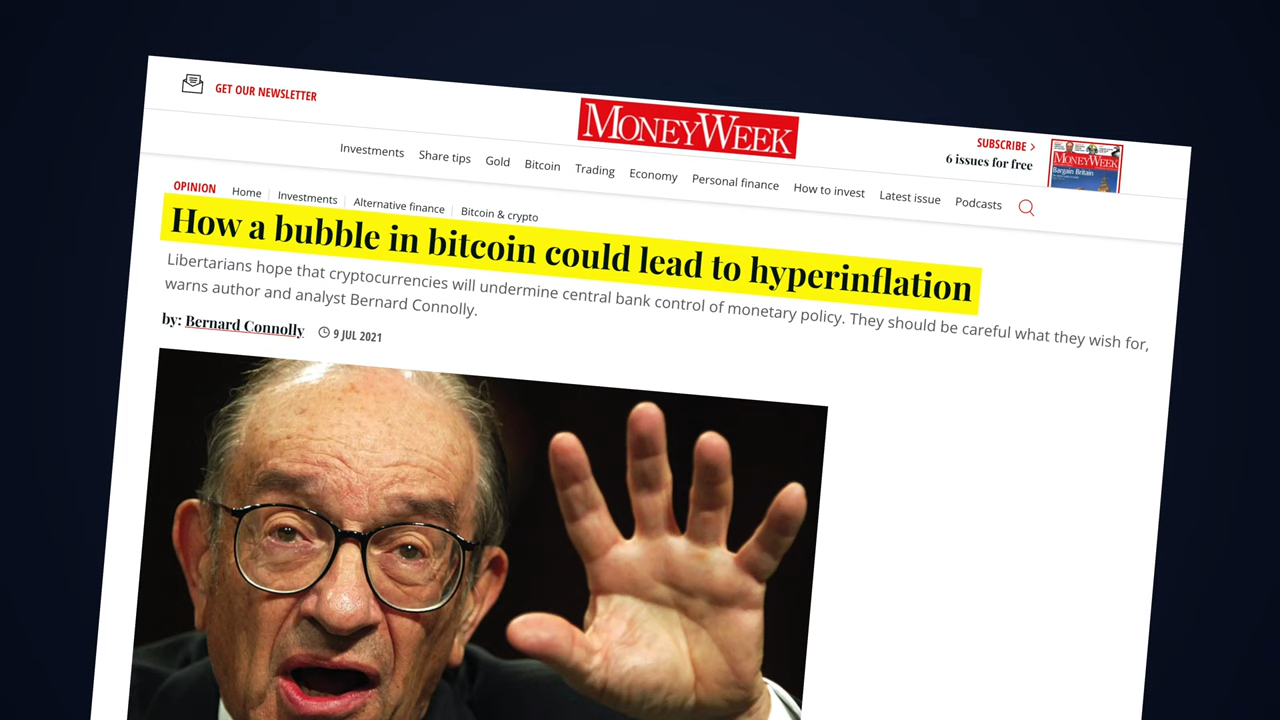 GET OUR NEWSLETTER
MONEYWEEK
SUBSCRIBE >
6 issues for free
MONEYWEEK
Bargain Britain
Investments Share tips Gold Bitcoin Trading Economy Personal finance How to invest Latest issue Podcasts
OPINION Home Investments Alternative finance Bitcoin & crypto
How a bubble in bitcoin could lead to hyperinflation
Libertarians hope that cryptocurrencies will undermine central bank control of monetary policy. They should be careful what they wish for,
warns author and analyst Bernard Connolly.
by: Bernard Connolly 9 JUL 2021